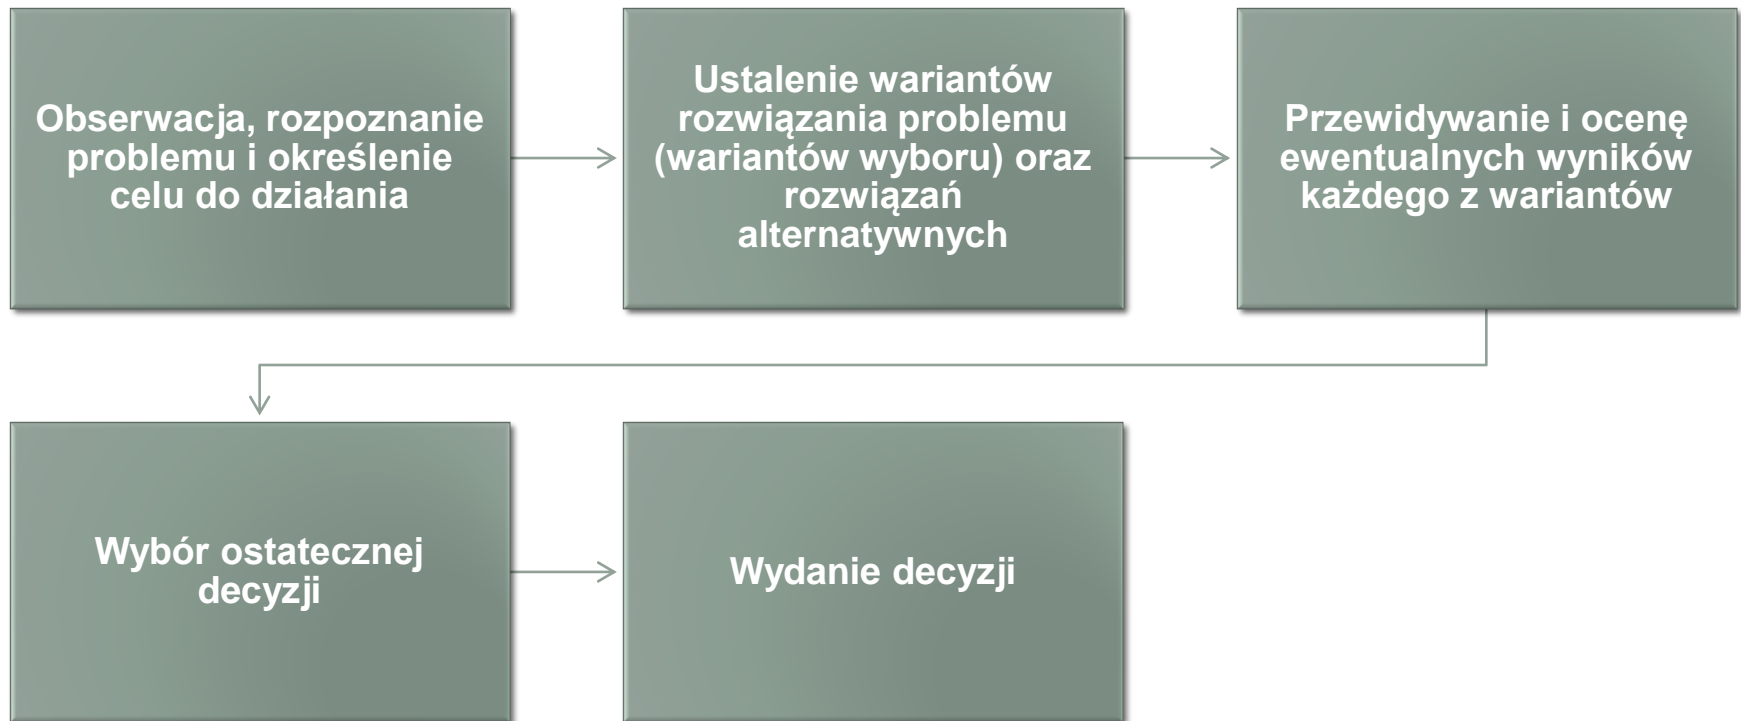 Obserwacja, rozpoznanie
problemu i określenie
celu do działania
Ustalenie wariantów
rozwiązania problemu
(wariantów wyboru) oraz
rozwiązań
alternatywnych
Przewidywanie i ocenę
ewentualnych wyników
każdego z wariantów
Wybór ostatecznej
decyzji
Wydanie decyzji